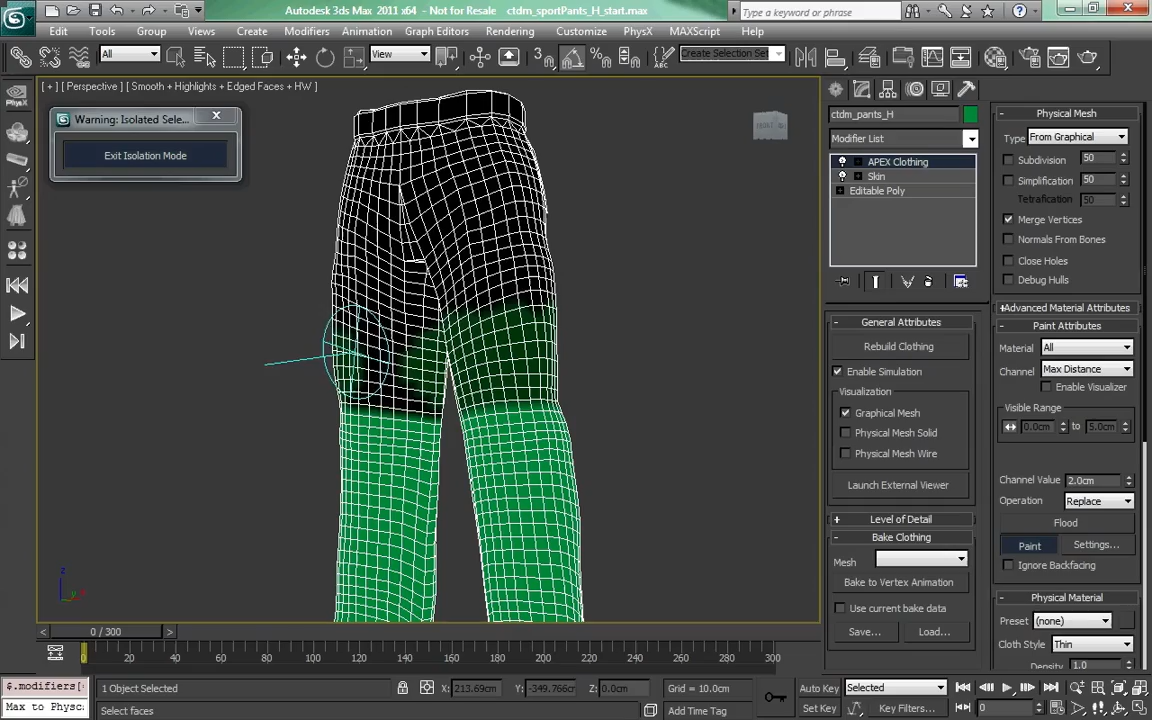 Autodesk 3ds Max 2011 x64 - Not for Resale ctdm_sportPants_H_start.max
Type a keyword or phrase
Edit Tools Group Views Create Modifiers Animation Graph Editors Rendering Customize PhysX MAXScript Help
All
View
3
Create Selection Set
[ + ] [ Perspective ] [ Smooth + Highlights + Edged Faces + HW ]
Warning: Isolated Sele...
Exit Isolation Mode
FRONT
ctdm_pants_H
Modifier List
APEX Clothing
Skin
Editable Poly
General Attributes
Rebuild Clothing
Enable Simulation
Visualization
Graphical Mesh
Physical Mesh Solid
Physical Mesh Wire
Launch External Viewer
Level of Detail
Bake Clothing
Mesh
Bake to Vertex Animation
Use current bake data
Save... Load...
Physical Mesh
Type From Graphical
Subdivision 50
Simplification 50
Tetrafication 50
Merge Vertices
Normals From Bones
Close Holes
Debug Hulls
Advanced Material Attributes
Paint Attributes
Material All
Channel Max Distance
Enable Visualizer
Visible Range
0.0cm to 5.0cm
Channel Value 2.0cm
Operation Replace
Flood
Paint Settings...
Ignore Backfacing
Physical Material
Preset (none)
Cloth Style Thin
Density 1.0
z
y
0 / 300
0 20 40 60 80 100 120 140 160 180 200 220 240 260 280 300
$.modifiers[:
Max to Physc
1 Object Selected
X: 213.69cm Y: -349.766cm Z: 0.0cm
Grid = 10.0cm
Select faces
Add Time Tag
Auto Key Selected
Set Key Key Filters...
0